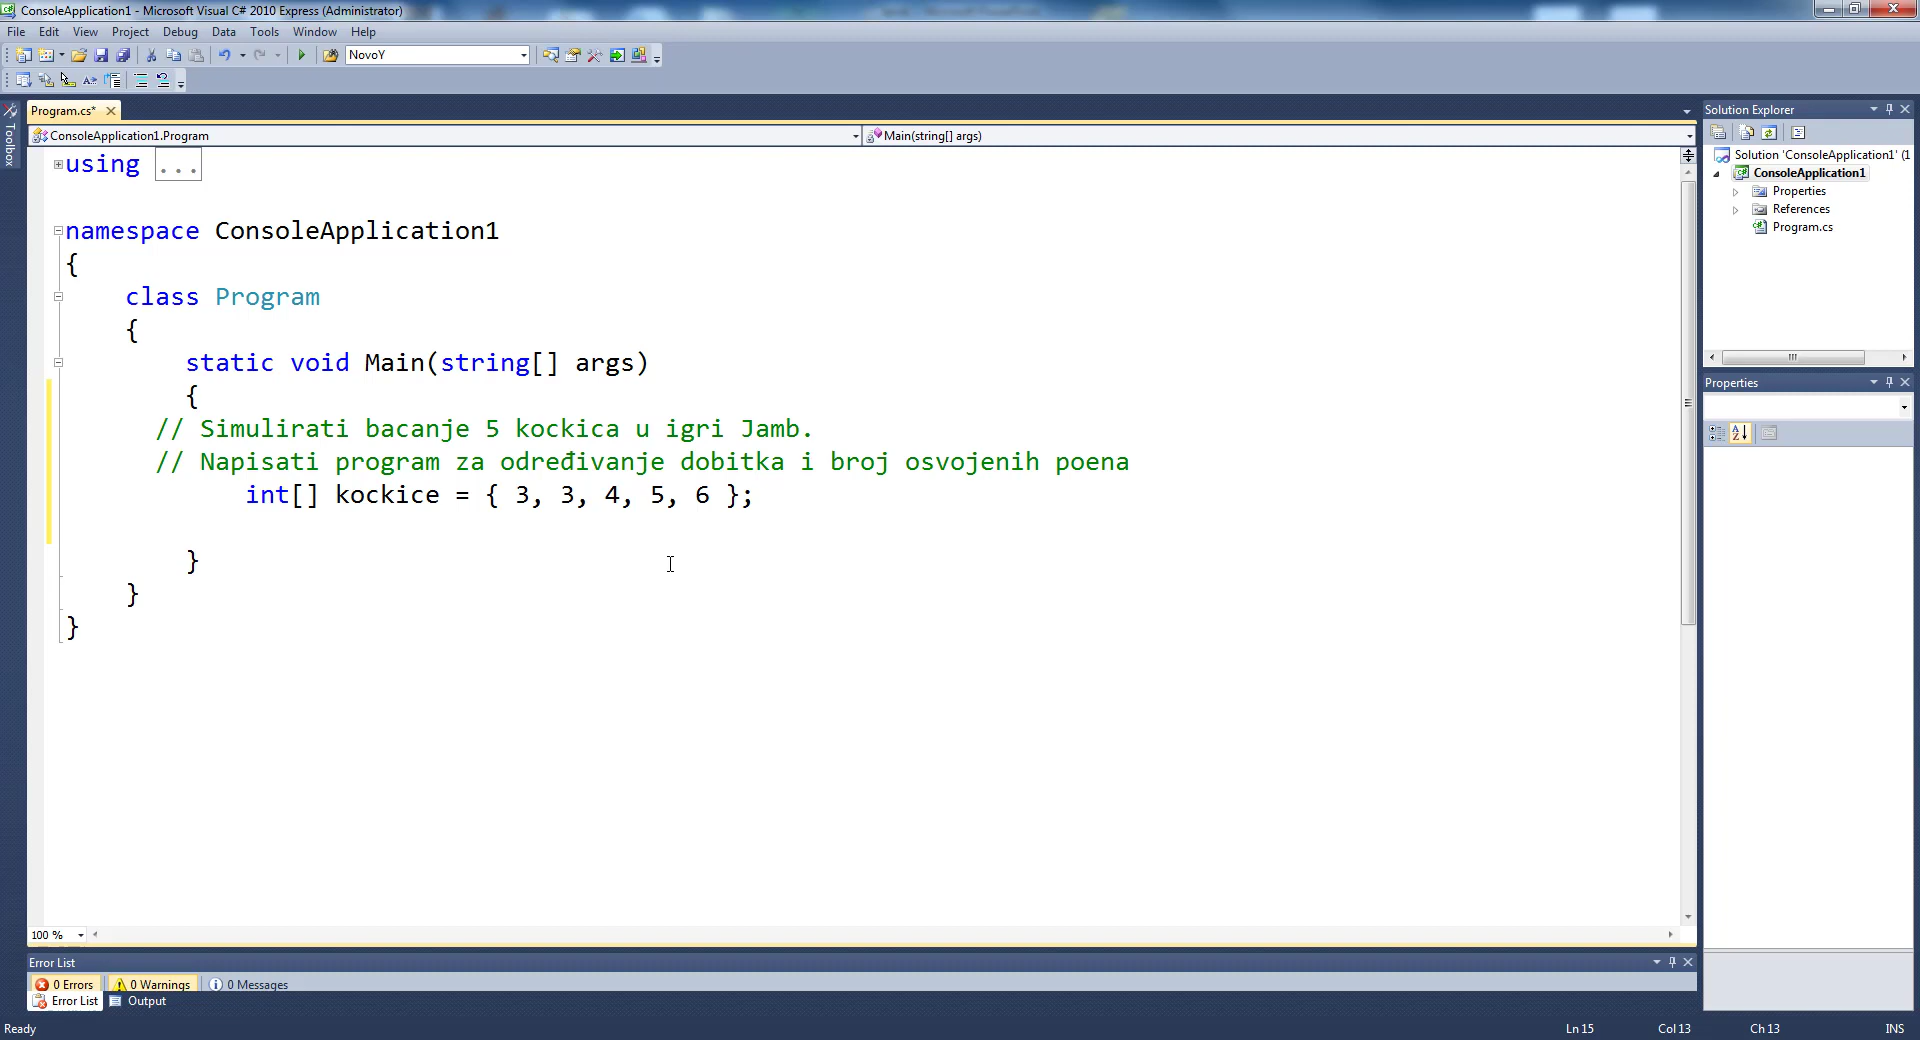 ConsoleApplication1 - Microsoft Visual C# 2010 Express (Administrator)
File Edit View Project Debug Data Tools Window Help
NovoY
Program.cs*
Solution Explorer
Toolbox
ConsoleApplication1.Program
Main(string[] args)
using ...
Solution 'ConsoleApplication1' (1
ConsoleApplication1
Properties
References
Program.cs
namespace ConsoleApplication1
{
class Program
{
static void Main(string[] args)
{
// Simulirati bacanje 5 kockica u igri Jamb.
// Napisati program za određivanje dobitka i broj osvojenih poena
int[] kockice = { 3, 3, 4, 5, 6 };
}
}
}
Properties
100 %
Error List
0 Errors
0 Warnings
0 Messages
Error List
Output
Ready
Ln 15
Col 13
Ch 13
INS